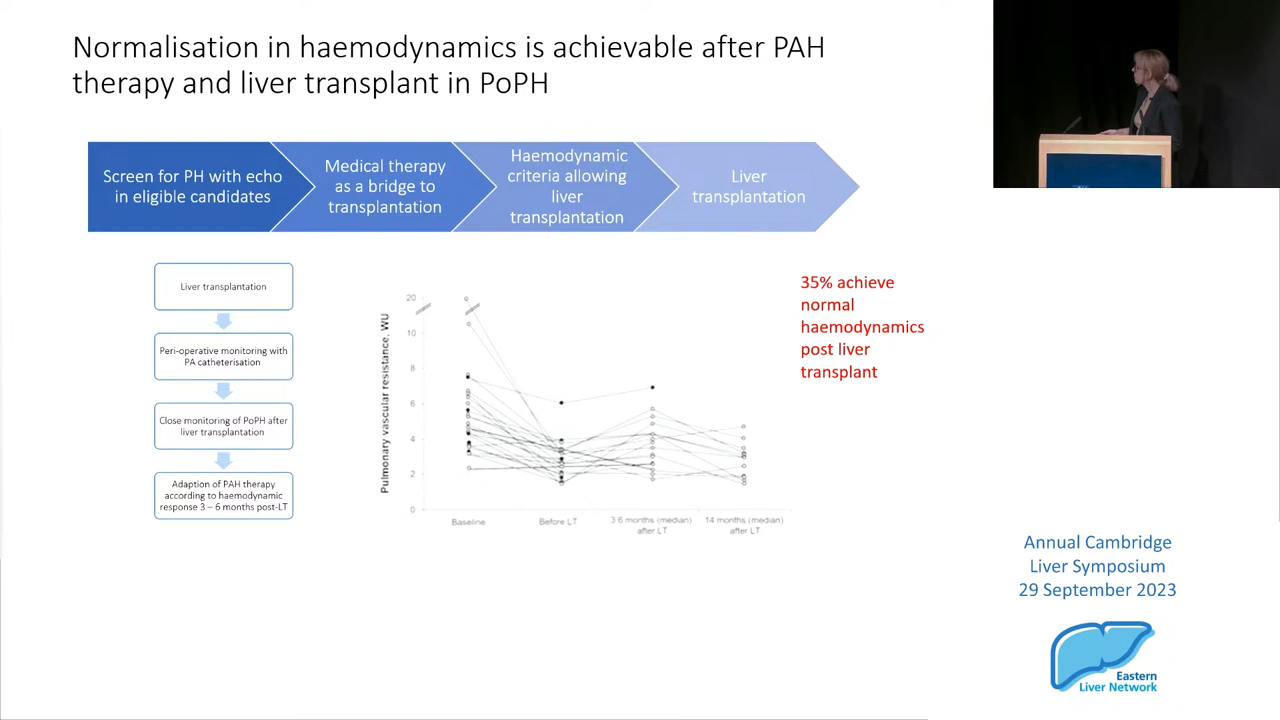 Normalisation in haemodynamics is achievable after PAH
therapy and liver transplant in PoPH
Screen for PH with echo
in eligible candidates
Medical therapy
as a bridge to
transplantation
Haemodynamic
criteria allowing
liver
transplantation
Liver
transplantation
Liver transplantation
Peri-operative monitoring with
PA catheterisation
Close monitoring of PoPH after
liver transplantation
Adaption of PAH therapy
according to haemodynamic
response 3 – 6 months post-LT
Pulmonary vascular resistance, WU
20
10
8
6
4
2
0
Baseline
Before LT
3 6 months (median)
after LT
14 months (median)
after LT
35% achieve
normal
haemodynamics
post liver
transplant
Annual Cambridge
Liver Symposium
29 September 2023
Eastern
Liver Network